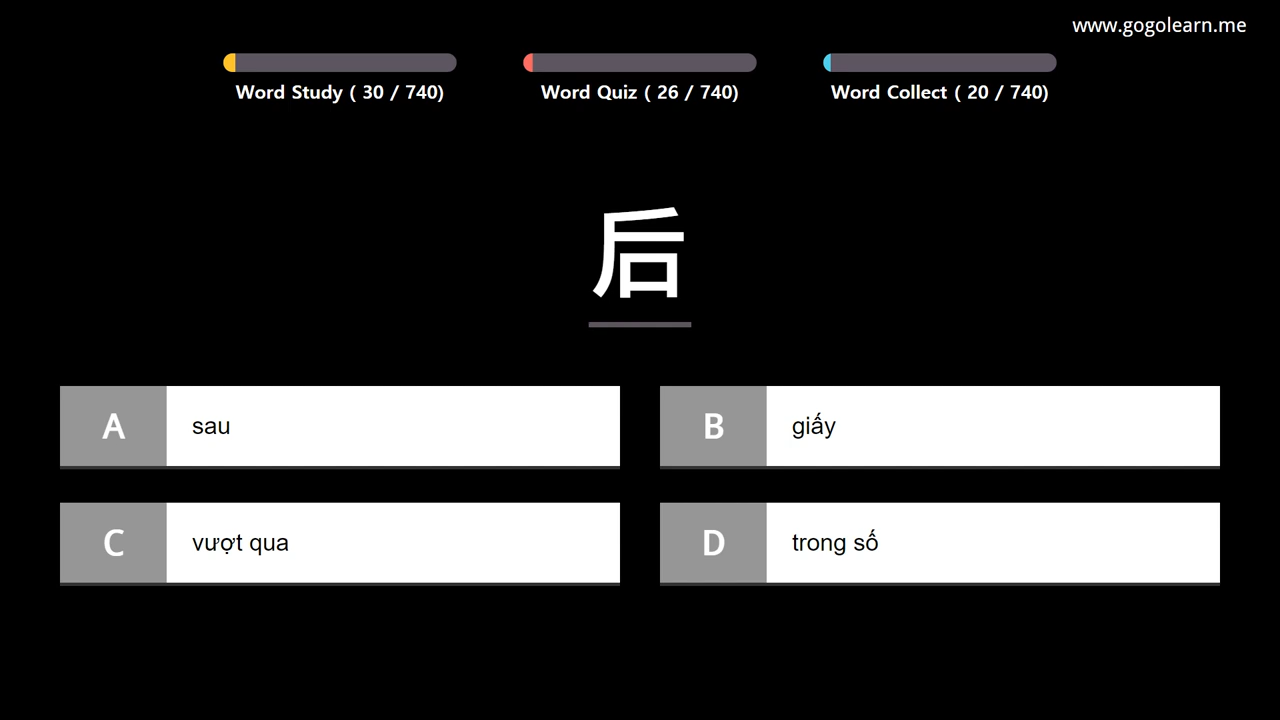 www.gogolearn.me
Word Study ( 30 / 740)
Word Quiz ( 26 / 740)
Word Collect ( 20 / 740)
后
A sau
B giấy
C vượt qua
D trong số